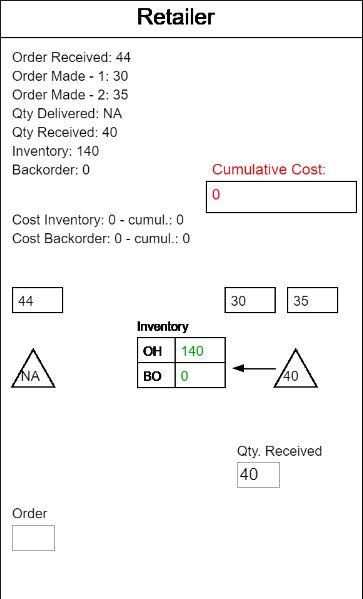 Retailer
Order Received: 44
Order Made - 1: 30
Order Made - 2: 35
Qty Delivered: NA
Qty Received: 40
Inventory: 140
Backorder: 0
Cumulative Cost:
0
Cost Inventory: 0 - cumul.: 0
Cost Backorder: 0 - cumul.: 0
44 30 35
Inventory
OH 140
BO 0
NA 40
Qty. Received
40
Order